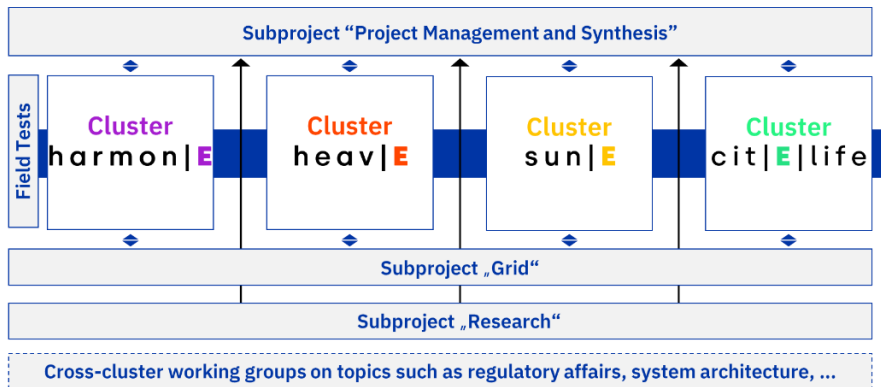 Subproject “Project Management and Synthesis”
Field Tests
Cluster
harmon|E
Cluster
heav|E
Cluster
sun|E
Cluster
cit|E|life
Subproject „Grid“
Subproject „Research“
Cross-cluster working groups on topics such as regulatory affairs, system architecture, ...